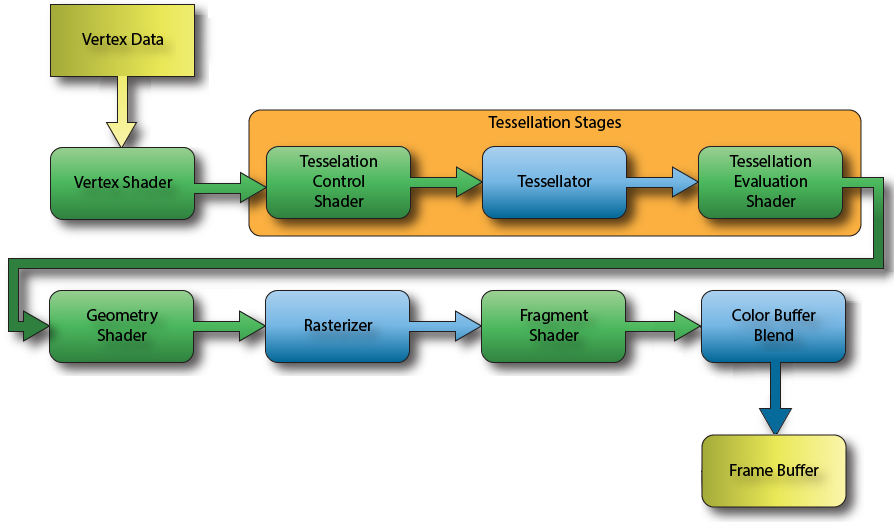 Vertex Data
Tessellation Stages
Vertex Shader
Tesselation
Control
Shader
Tessellator
Tessellation
Evaluation
Shader
Geometry
Shader
Rasterizer
Fragment
Shader
Color Buffer
Blend
Frame Buffer